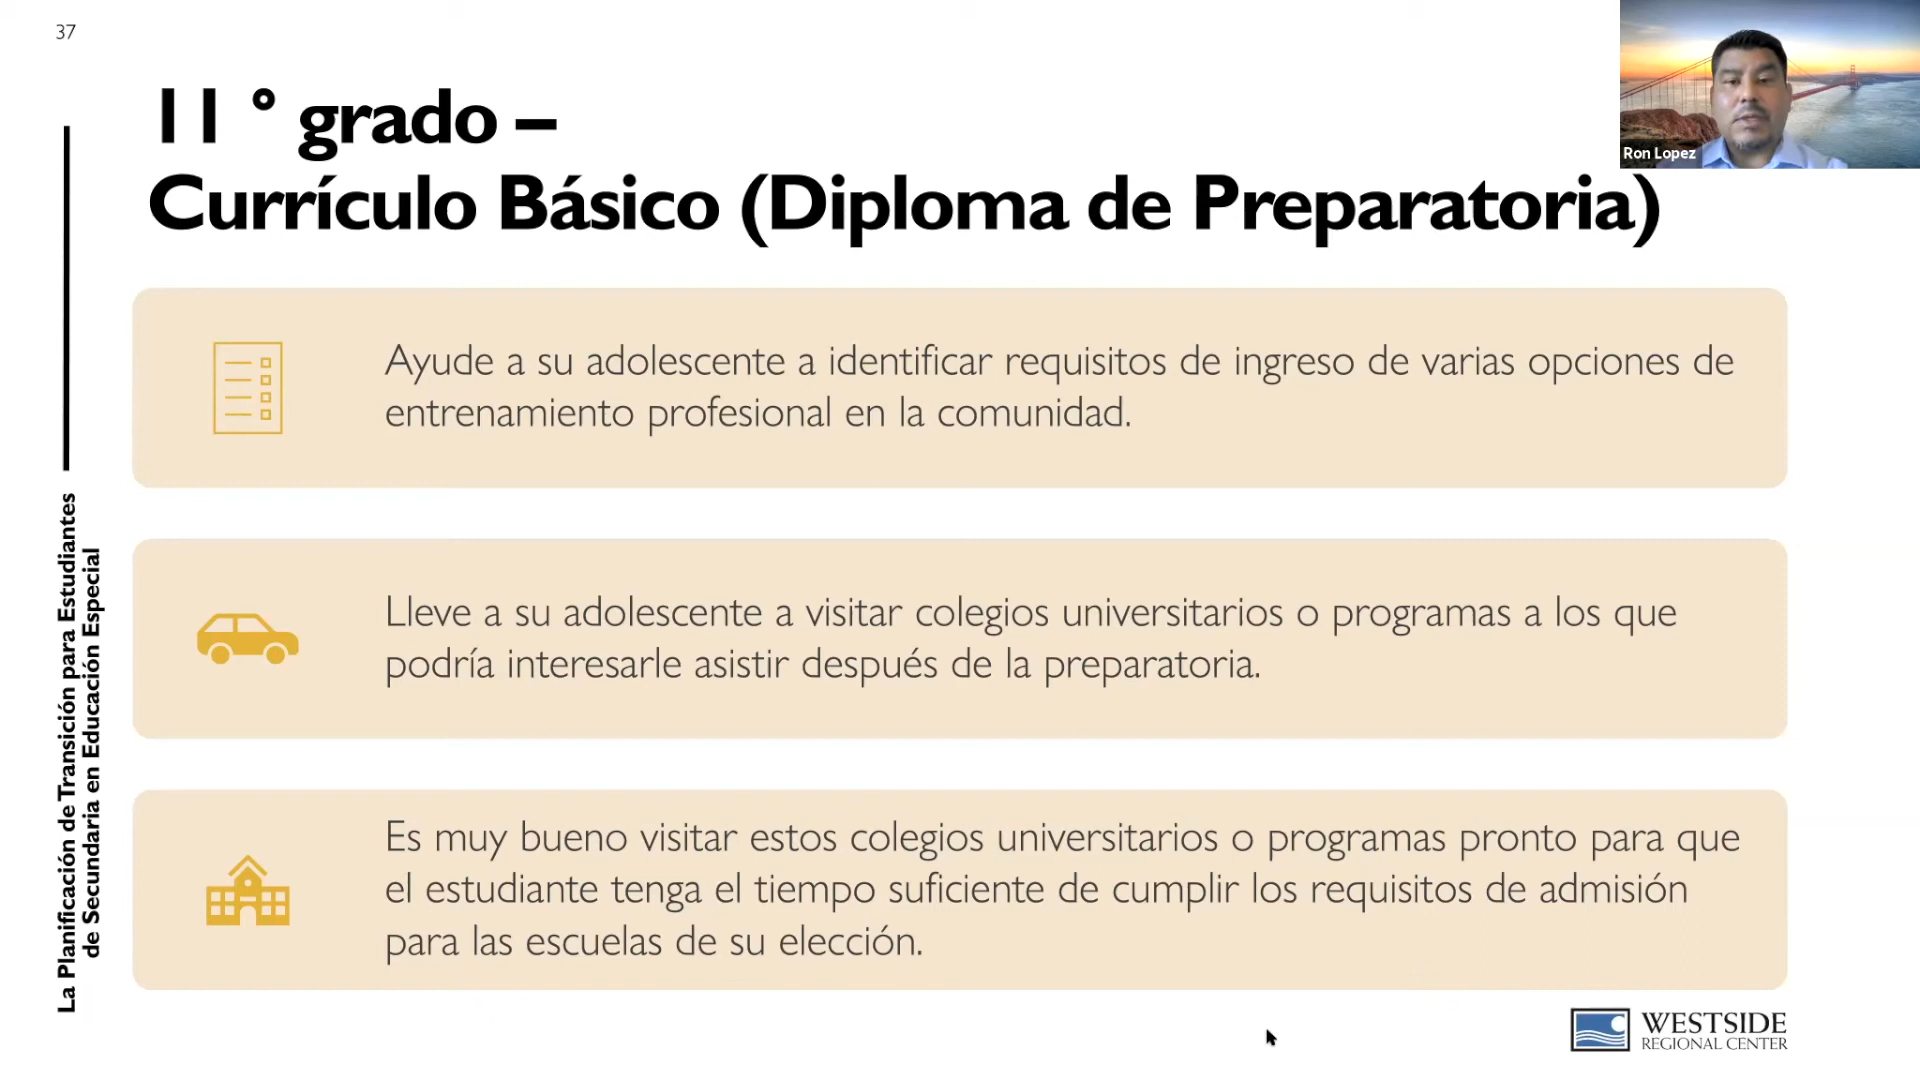 37
11 ° grado –
Currículo Básico (Diploma de Preparatoria)
Ron Lopez
Ayude a su adolescente a identificar requisitos de ingreso de varias opciones de
entrenamiento profesional en la comunidad.
Lleve a su adolescente a visitar colegios universitarios o programas a los que
podría interesarle asistir después de la preparatoria.
Es muy bueno visitar estos colegios universitarios o programas pronto para que
el estudiante tenga el tiempo suficiente de cumplir los requisitos de admisión
para las escuelas de su elección.
La Planificación de Transición para Estudiantes
de Secundaria en Educación Especial
WESTSIDE
REGIONAL CENTER